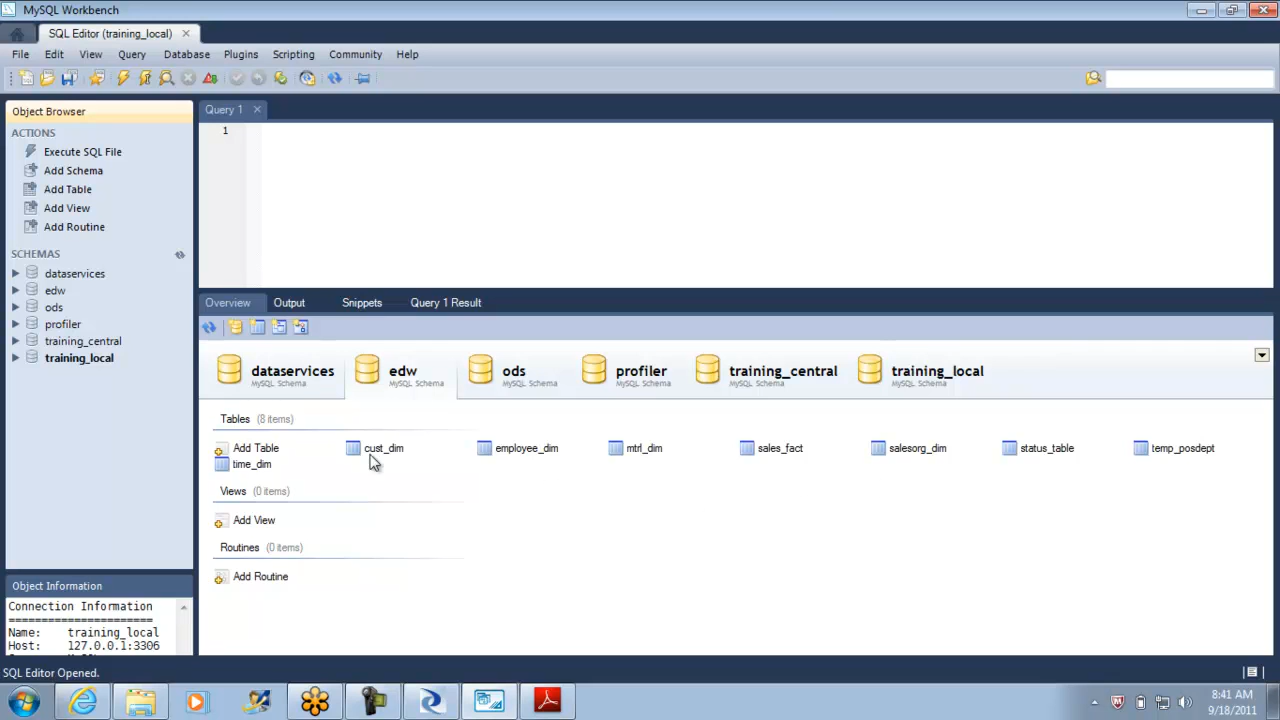 MySQL Workbench
SQL Editor (training_local)
File Edit View Query Database Plugins Scripting Community Help
Object Browser
ACTIONS
Execute SQL File
Add Schema
Add Table
Add View
Add Routine
SCHEMAS
dataservices
edw
ods
profiler
training_central
training_local
Object Information
Connection Information
======================
Name: training_local
Host: 127.0.0.1:3306
Query 1
1
Overview Output Snippets Query 1 Result
dataservices edw ods profiler training_central training_local
MySQL Schema MySQL Schema MySQL Schema MySQL Schema MySQL Schema MySQL Schema
Tables (8 items)
Add Table cust_dim employee_dim mtrl_dim sales_fact salesorg_dim status_table temp_posdept
time_dim
Views (0 items)
Add View
Routines (0 items)
Add Routine
SQL Editor Opened.
8:41 AM
9/18/2011